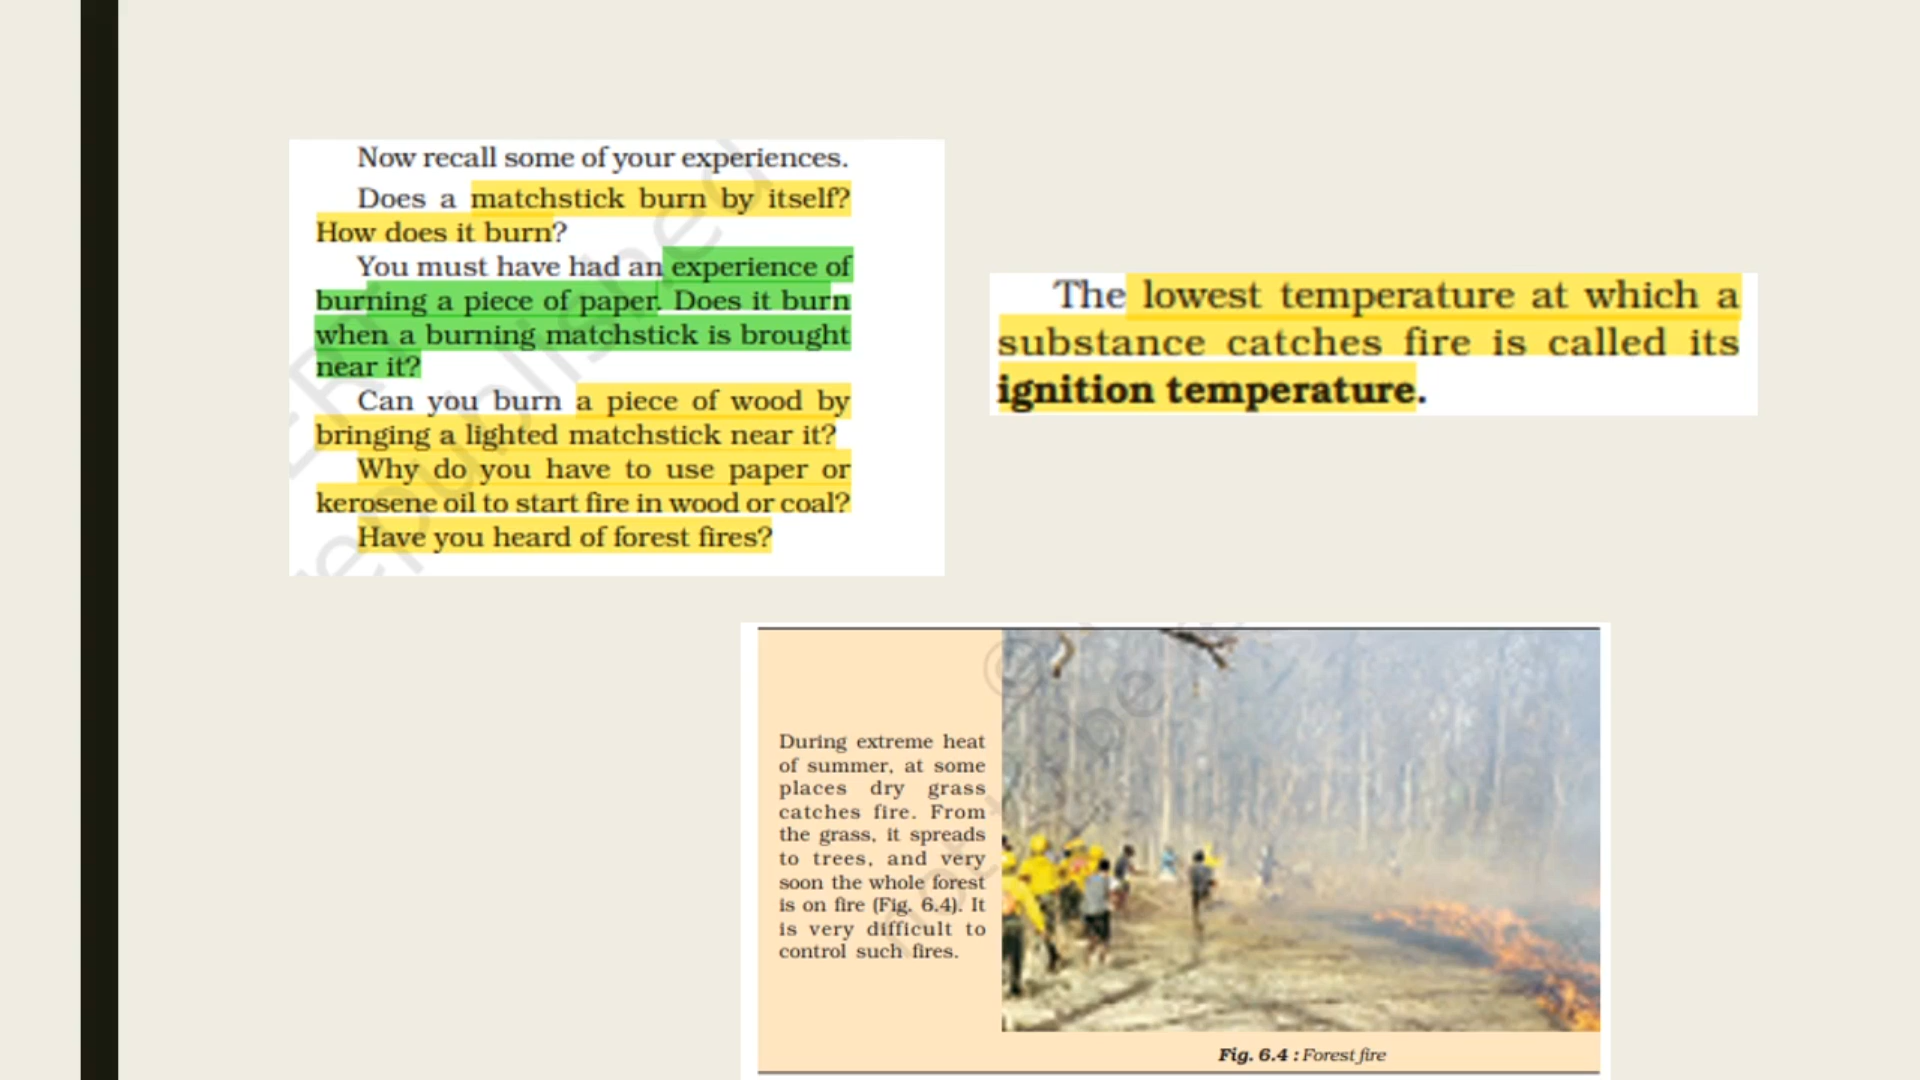 Now recall some of your experiences.
Does a matchstick burn by itself?
How does it burn?
You must have had an experience of
burning a piece of paper. Does it burn
when a burning matchstick is brought
near it?
Can you burn a piece of wood by
bringing a lighted matchstick near it?
Why do you have to use paper or
kerosene oil to start fire in wood or coal?
Have you heard of forest fires?
The lowest temperature at which a
substance catches fire is called its
ignition temperature.
During extreme heat
of summer, at some
places dry grass
catches fire. From
the grass, it spreads
to trees, and very
soon the whole forest
is on fire (Fig. 6.4). It
is very difficult to
control such fires.
Fig. 6.4 : Forest fire